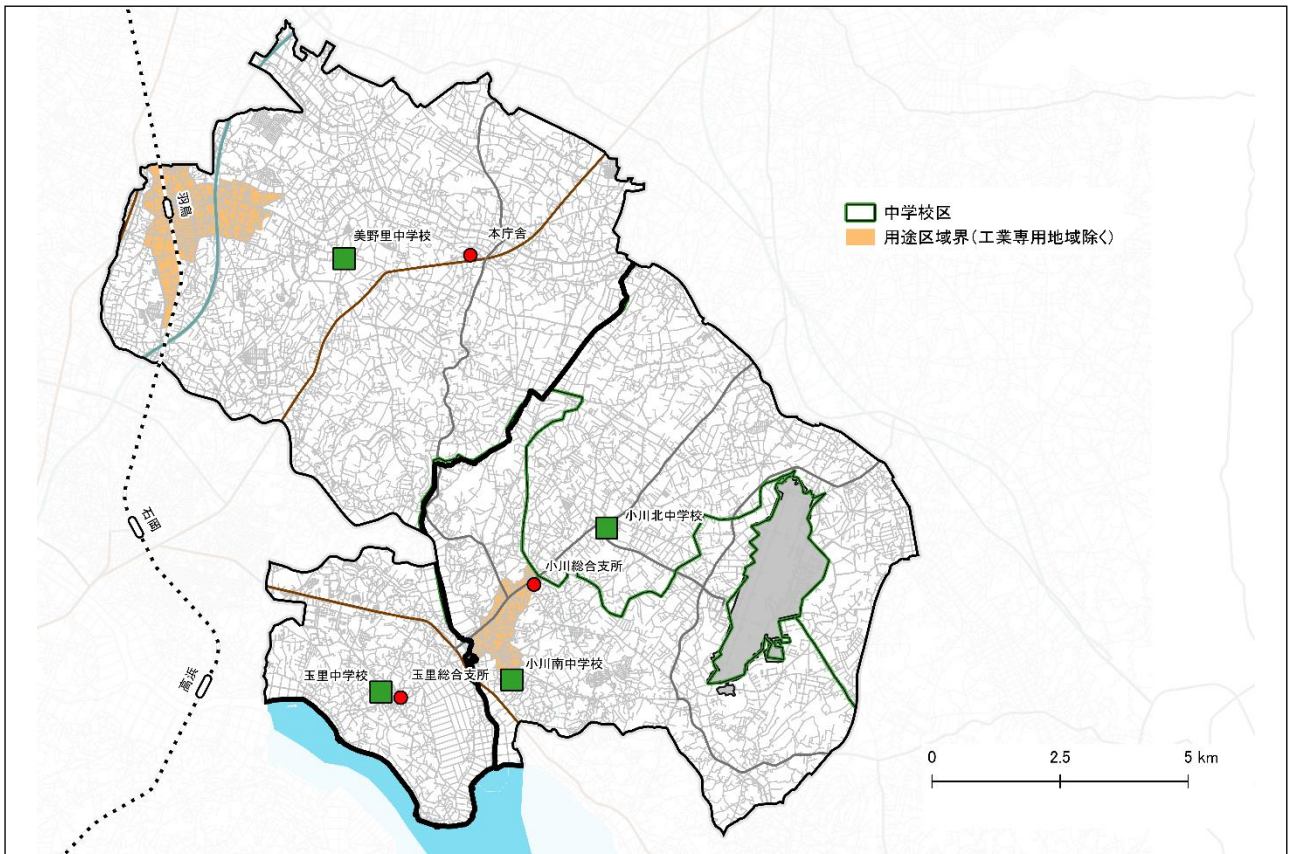 中学校区
用途区域界(工業専用地域除く)
羽鳥
美野里中学校
本庁舎
石岡
小川北中学校
小川総合支所
高浜
玉里中学校
玉里総合支所
小川南中学校
0 2.5 5 km